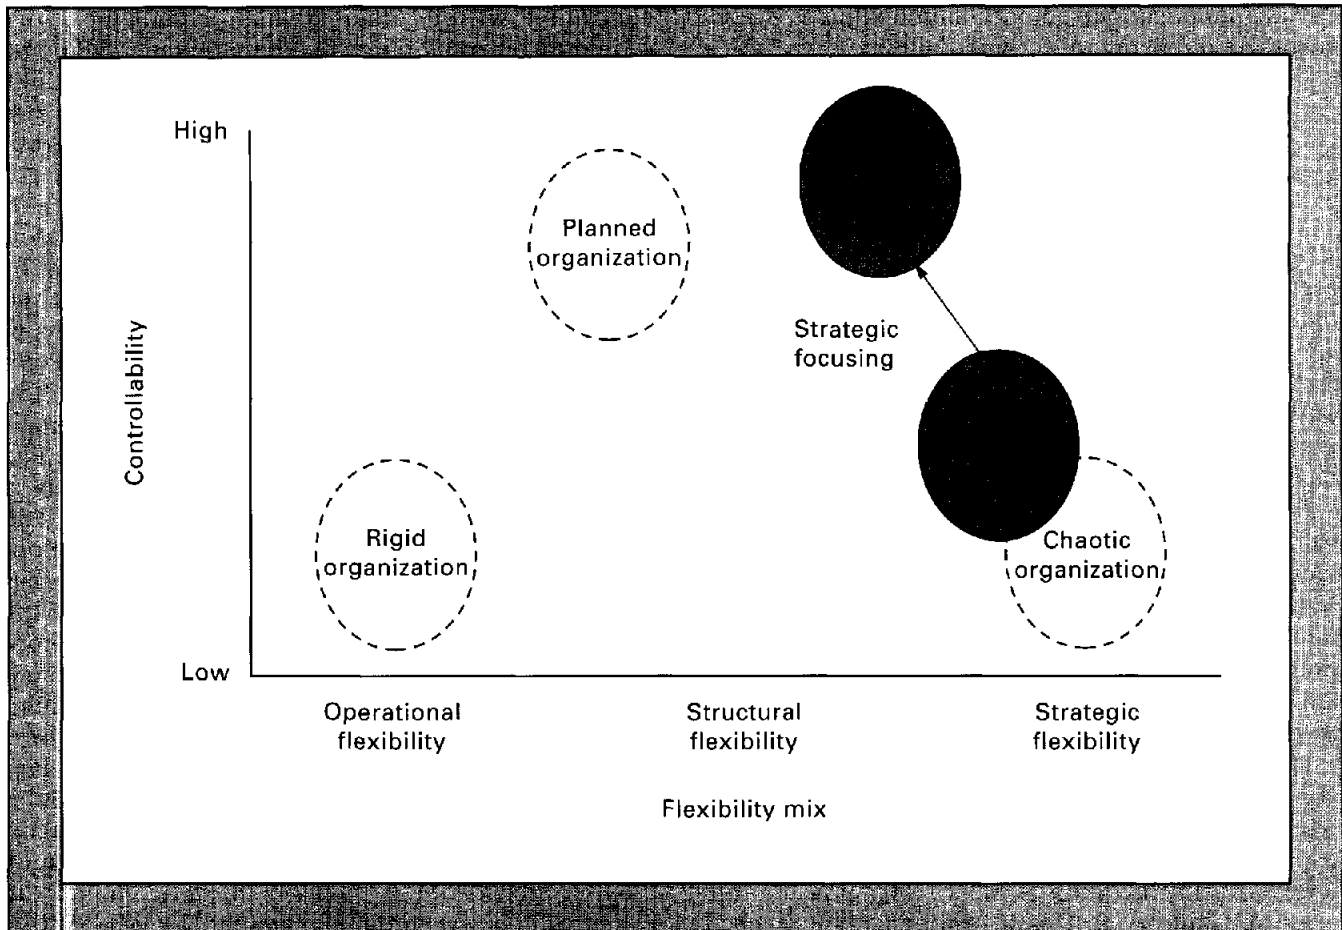 High
Planned
organization
Strategic
focusing
Controllability
Rigid
organization
Chaotic
organization
Low
Operational
flexibility
Structural
flexibility
Strategic
flexibility
Flexibility mix